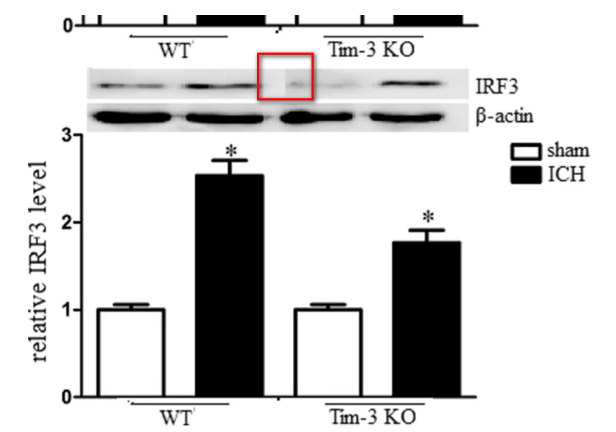 0
WT
Tim-3 KO
IRF3
β-actin
3
*
sham
ICH
2
*
relative IRF3 level
1
0
WT
Tim-3 KO